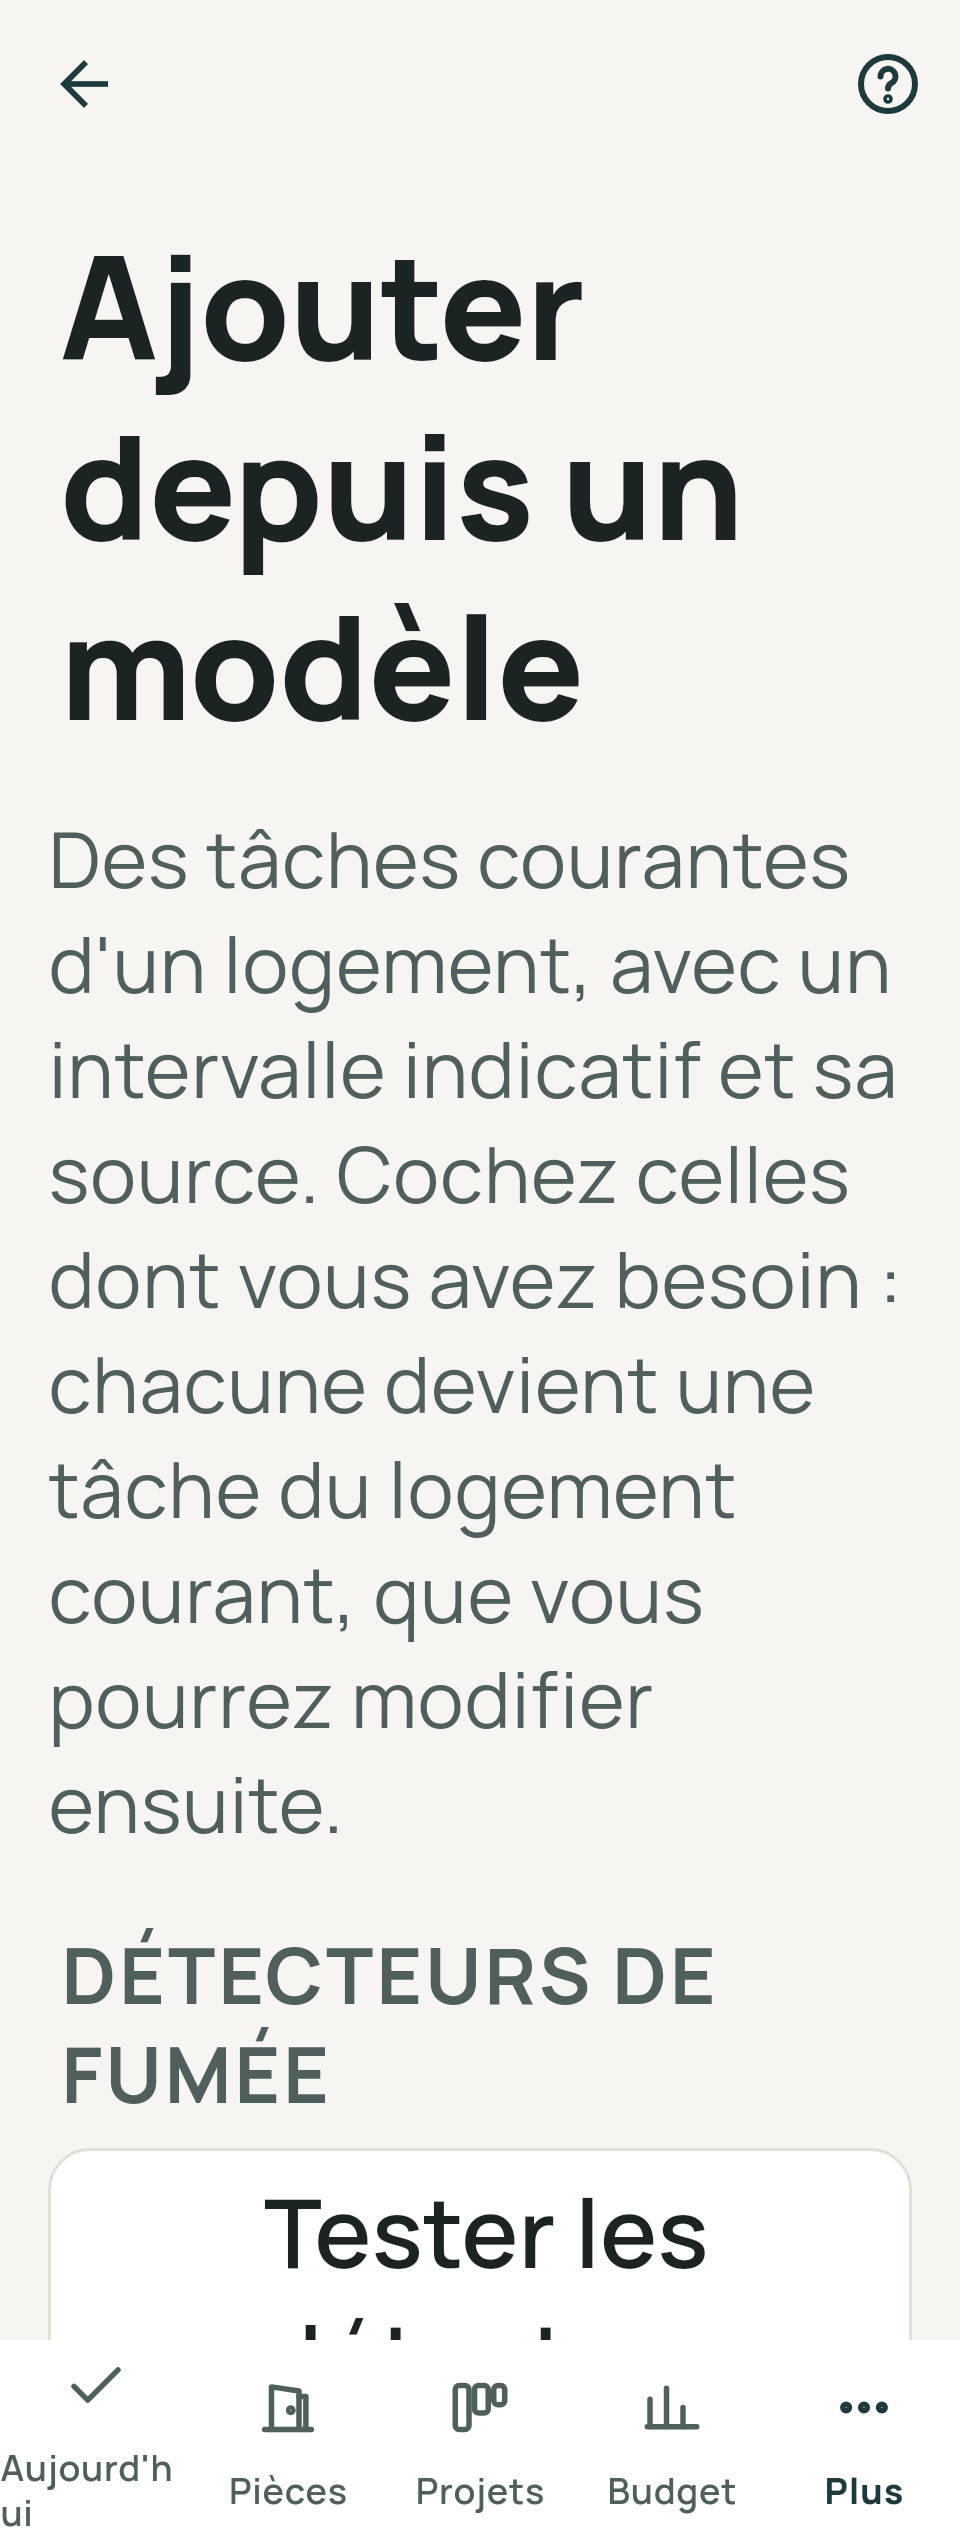 Ajouter
depuis un
modèle
Des tâches courantes
d'un logement, avec un
intervalle indicatif et sa
source. Cochez celles
dont vous avez besoin :
chacune devient une
tâche du logement
courant, que vous
pourrez modifier
ensuite.
DÉTECTEURS DE
FUMÉE
Tester les
Aujourd'h
ui
Pièces
Projets
Budget
Plus